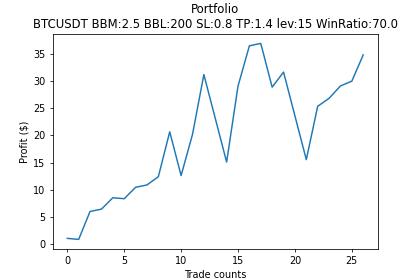 Portfolio
BTCUSDT BBM:2.5 BBL:200 SL:0.8 TP:1.4 lev:15 WinRatio:70.0
Profit ($)
35
30
25
20
15
10
5
0
0 5 10 15 20 25
Trade counts